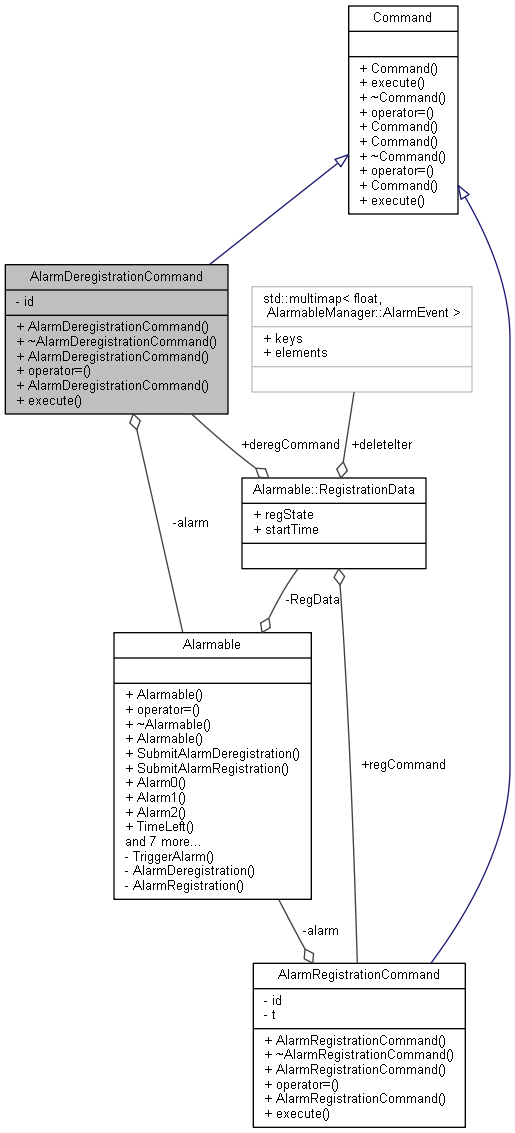 Command
+ Command()
+ execute()
+ ~Command()
+ operator=()
+ Command()
+ Command()
+ ~Command()
+ operator=()
+ Command()
+ execute()
AlarmDeregistrationCommand
- id
+ AlarmDeregistrationCommand()
+ ~AlarmDeregistrationCommand()
+ AlarmDeregistrationCommand()
+ operator=()
+ AlarmDeregistrationCommand()
+ execute()
std::multimap< float,
AlarmableManager::AlarmEvent >
+ keys
+ elements
+deregCommand
+deleteIter
Alarmable::RegistrationData
+ regState
+ startTime
-alarm
-RegData
Alarmable
+ Alarmable()
+ operator=()
+ ~Alarmable()
+ Alarmable()
+ SubmitAlarmDeregistration()
+ SubmitAlarmRegistration()
+ Alarm0()
+ Alarm1()
+ Alarm2()
+ TimeLeft()
and 7 more...
- TriggerAlarm()
- AlarmDeregistration()
- AlarmRegistration()
+regCommand
-alarm
AlarmRegistrationCommand
- id
- t
+ AlarmRegistrationCommand()
+ ~AlarmRegistrationCommand()
+ AlarmRegistrationCommand()
+ operator=()
+ AlarmRegistrationCommand()
+ execute()